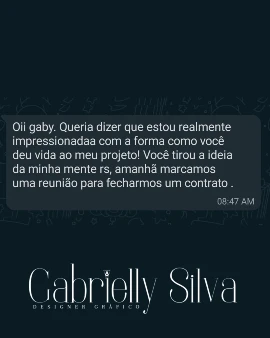 Oii gaby. Queria dizer que estou realmente
impressionadaa com a forma como você
deu vida ao meu projeto! Você tirou a ideia
da minha mente rs, amanhã marcamos
uma reunião para fecharmos um contrato .
08:47 AM
Gabrielly Silva
DESIGNER GRÁFICO